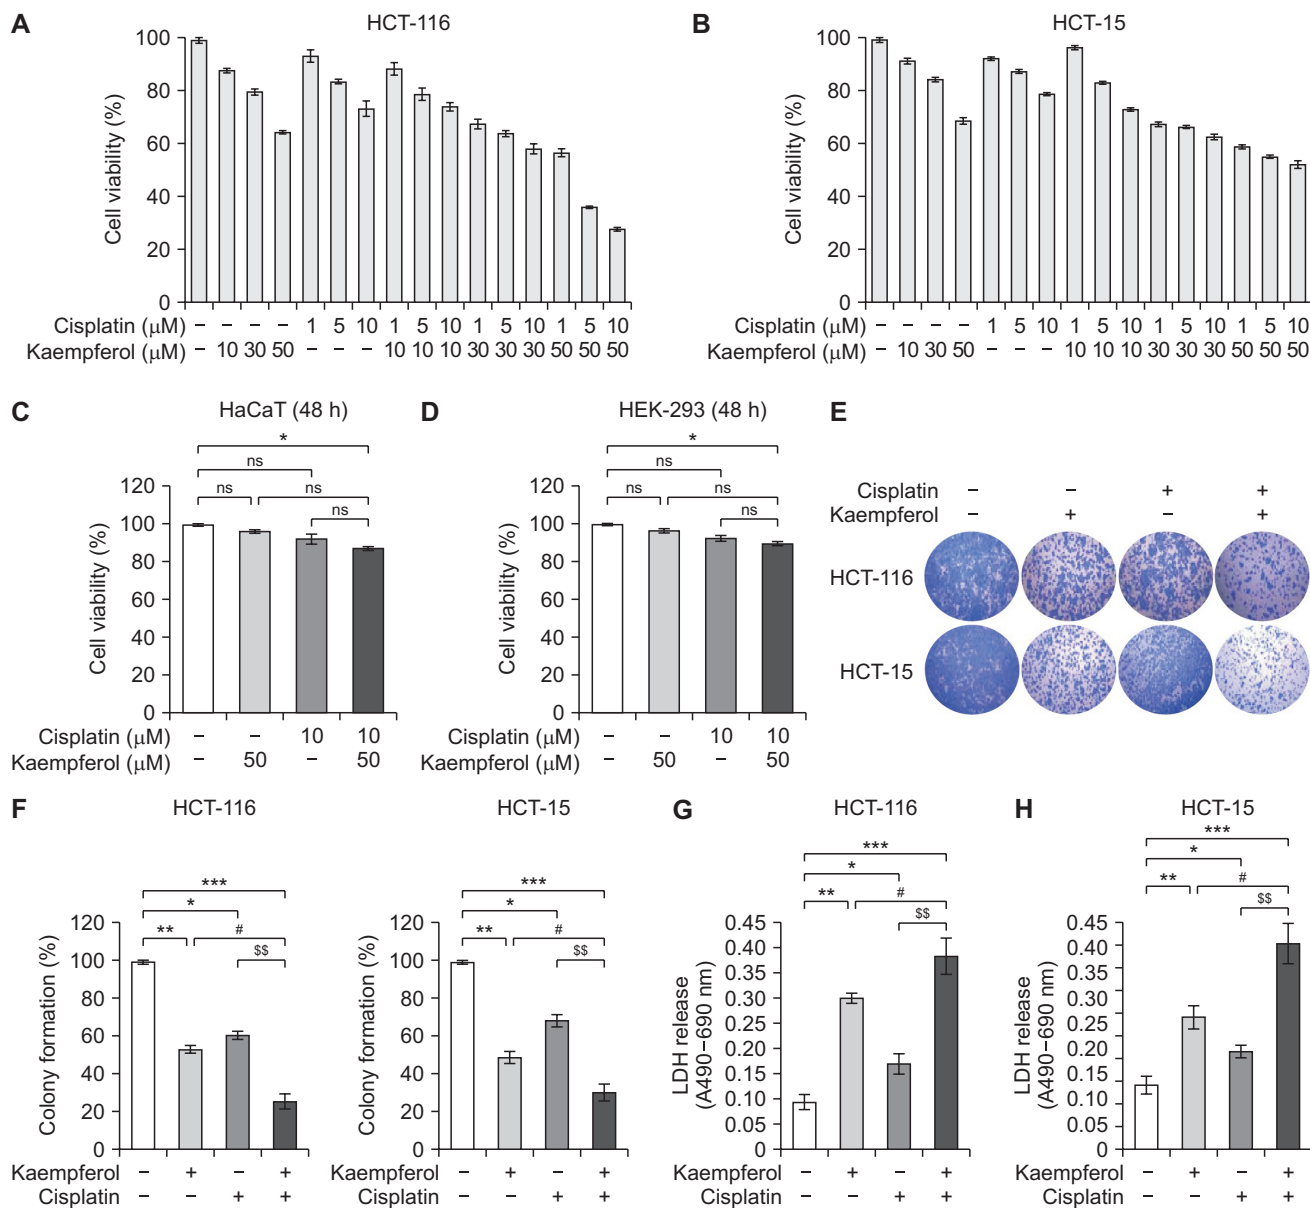 A
HCT-116
Cell viability (%)
100
80
60
40
20
0
Cisplatin (μM) – – – – 1 5 10 1 5 10 1 5 10 1 5 10
Kaempferol (μM) – 10 30 50 – – – 10 10 10 30 30 30 50 50 50
B
HCT-15
Cell viability (%)
100
80
60
40
20
0
Cisplatin (μM) – – – – 1 5 10 1 5 10 1 5 10 1 5 10
Kaempferol (μM) – 10 30 50 – – – 10 10 10 30 30 30 50 50 50
C
HaCaT (48 h)
*
ns
ns ns
ns
Cell viability (%)
120
100
80
60
40
20
0
Cisplatin (μM) – – 10 10
Kaempferol (μM) – 50 – 50
D
HEK-293 (48 h)
*
ns
ns ns
ns
Cell viability (%)
120
100
80
60
40
20
0
Cisplatin (μM) – – 10 10
Kaempferol (μM) – 50 – 50
E
Cisplatin – – + +
Kaempferol – + – +
HCT-116
HCT-15
F
HCT-116
***
*
** #
$$
Colony formation (%)
120
100
80
60
40
20
0
Kaempferol – + – +
Cisplatin – – + +
HCT-15
***
*
** #
$$
Colony formation (%)
120
100
80
60
40
20
0
Kaempferol – + – +
Cisplatin – – + +
G
HCT-116
***
*
** #
$$
LDH release
(A490–690 nm)
0.45
0.40
0.35
0.30
0.25
0.20
0.15
0.10
0.05
0
Kaempferol – + – +
Cisplatin – – + +
H
HCT-15
***
*
** #
$$
LDH release
(A490–690 nm)
0.45
0.40
0.35
0.30
0.25
0.20
0.15
0.10
0.05
0
Kaempferol – + – +
Cisplatin – – + +